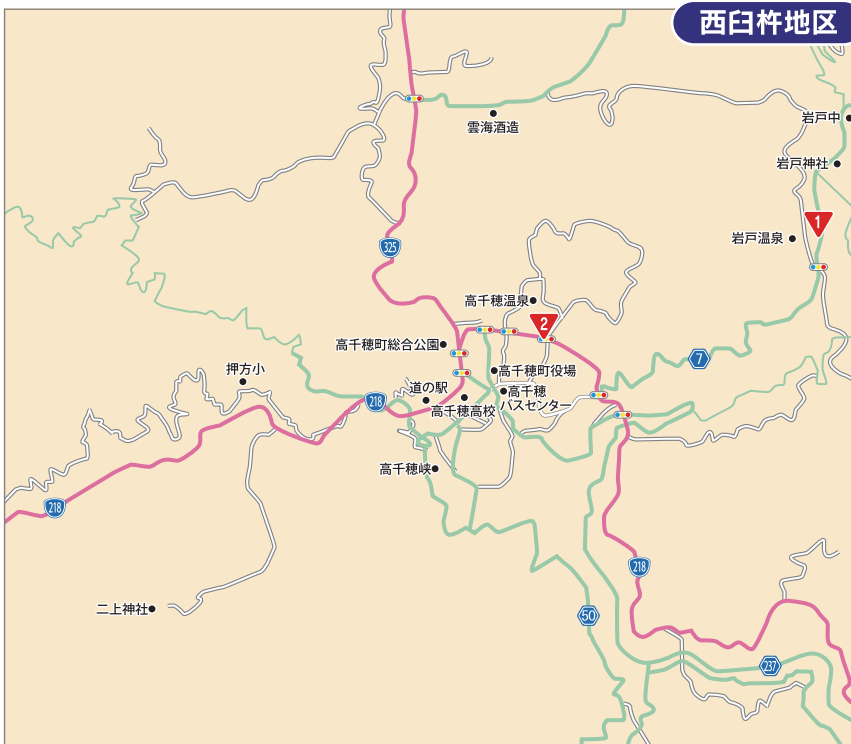 西臼杵地区
岩戸中
雲海酒造
岩戸神社
1
岩戸温泉
325
高千穂温泉
2
高千穂町総合公園
7
押方小
高千穂町役場
道の駅
高千穂
バスセンター
218
高千穂高校
高千穂峡
218
218
二上神社
50
237